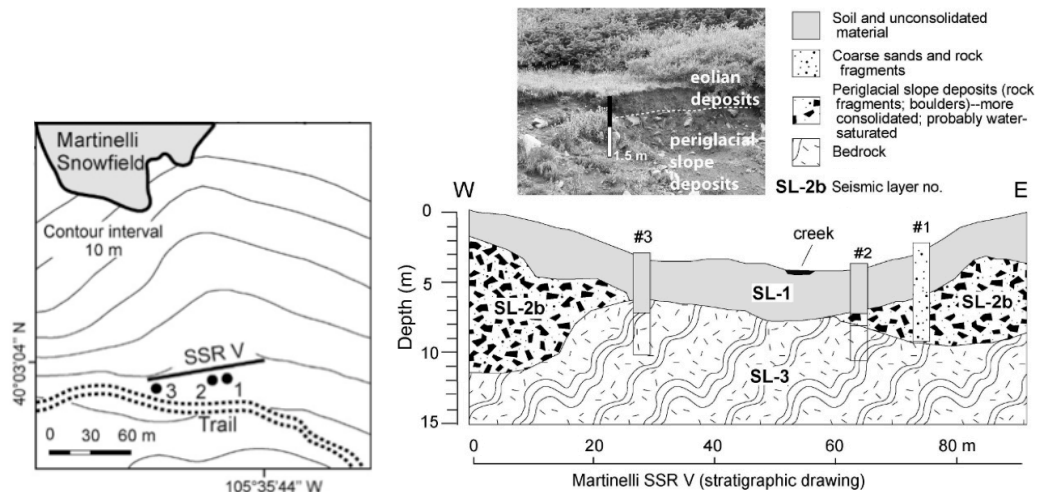 Martinelli
Snowfield
Contour interval
10 m
SSR V
3
2
1
Trail
0 30 60 m
40°03'04" N
105°35'44" W
eolian
deposits
1.5 m
periglacial
slope
deposits
Soil and unconsolidated
material
Coarse sands and rock
fragments
Periglacial slope deposits (rock
fragments; boulders)--more
consolidated; probably water-
saturated
Bedrock
SL-2b Seismic layer no.
W
E
#3
creek
#2
#1
SL-1
SL-2b
SL-2b
SL-3
Depth (m)
0
5
10
15
0 20 40 60 80 m
Martinelli SSR V (stratigraphic drawing)